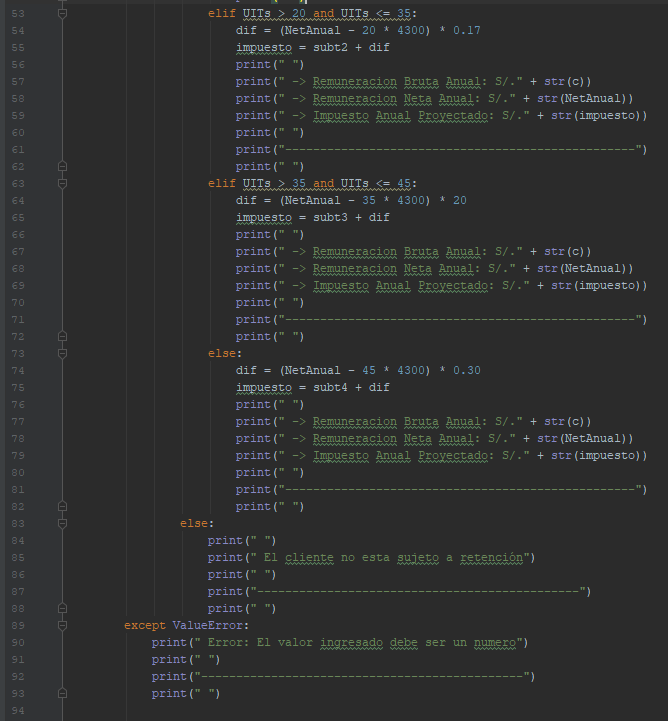 53 elif UITs > 20 and UITs <= 35:
54 dif = (NetAnual - 20 * 4300) * 0.17
55 impuesto = subt2 + dif
56 print(" ")
57 print(" -> Remuneracion Bruta Anual: S/." + str(c))
58 print(" -> Remuneracion Neta Anual: S/." + str(NetAnual))
59 print(" -> Impuesto Anual Proyectado: S/." + str(impuesto))
60 print(" ")
61 print("--------------------------------------------------")
62 print(" ")
63 elif UITs > 35 and UITs <= 45:
64 dif = (NetAnual - 35 * 4300) * 20
65 impuesto = subt3 + dif
66 print(" ")
67 print(" -> Remuneracion Bruta Anual: S/." + str(c))
68 print(" -> Remuneracion Neta Anual: S/." + str(NetAnual))
69 print(" -> Impuesto Anual Proyectado: S/." + str(impuesto))
70 print(" ")
71 print("--------------------------------------------------")
72 print(" ")
73 else:
74 dif = (NetAnual - 45 * 4300) * 0.30
75 impuesto = subt4 + dif
76 print(" ")
77 print(" -> Remuneracion Bruta Anual: S/." + str(c))
78 print(" -> Remuneracion Neta Anual: S/." + str(NetAnual))
79 print(" -> Impuesto Anual Proyectado: S/." + str(impuesto))
80 print(" ")
81 print("--------------------------------------------------")
82 print(" ")
83 else:
84 print(" ")
85 print(" El cliente no esta sujeto a retención")
86 print(" ")
87 print("----------------------------------------------")
88 print(" ")
89 except ValueError:
90 print(" Error: El valor ingresado debe ser un numero")
91 print(" ")
92 print("----------------------------------------------")
93 print(" ")
94